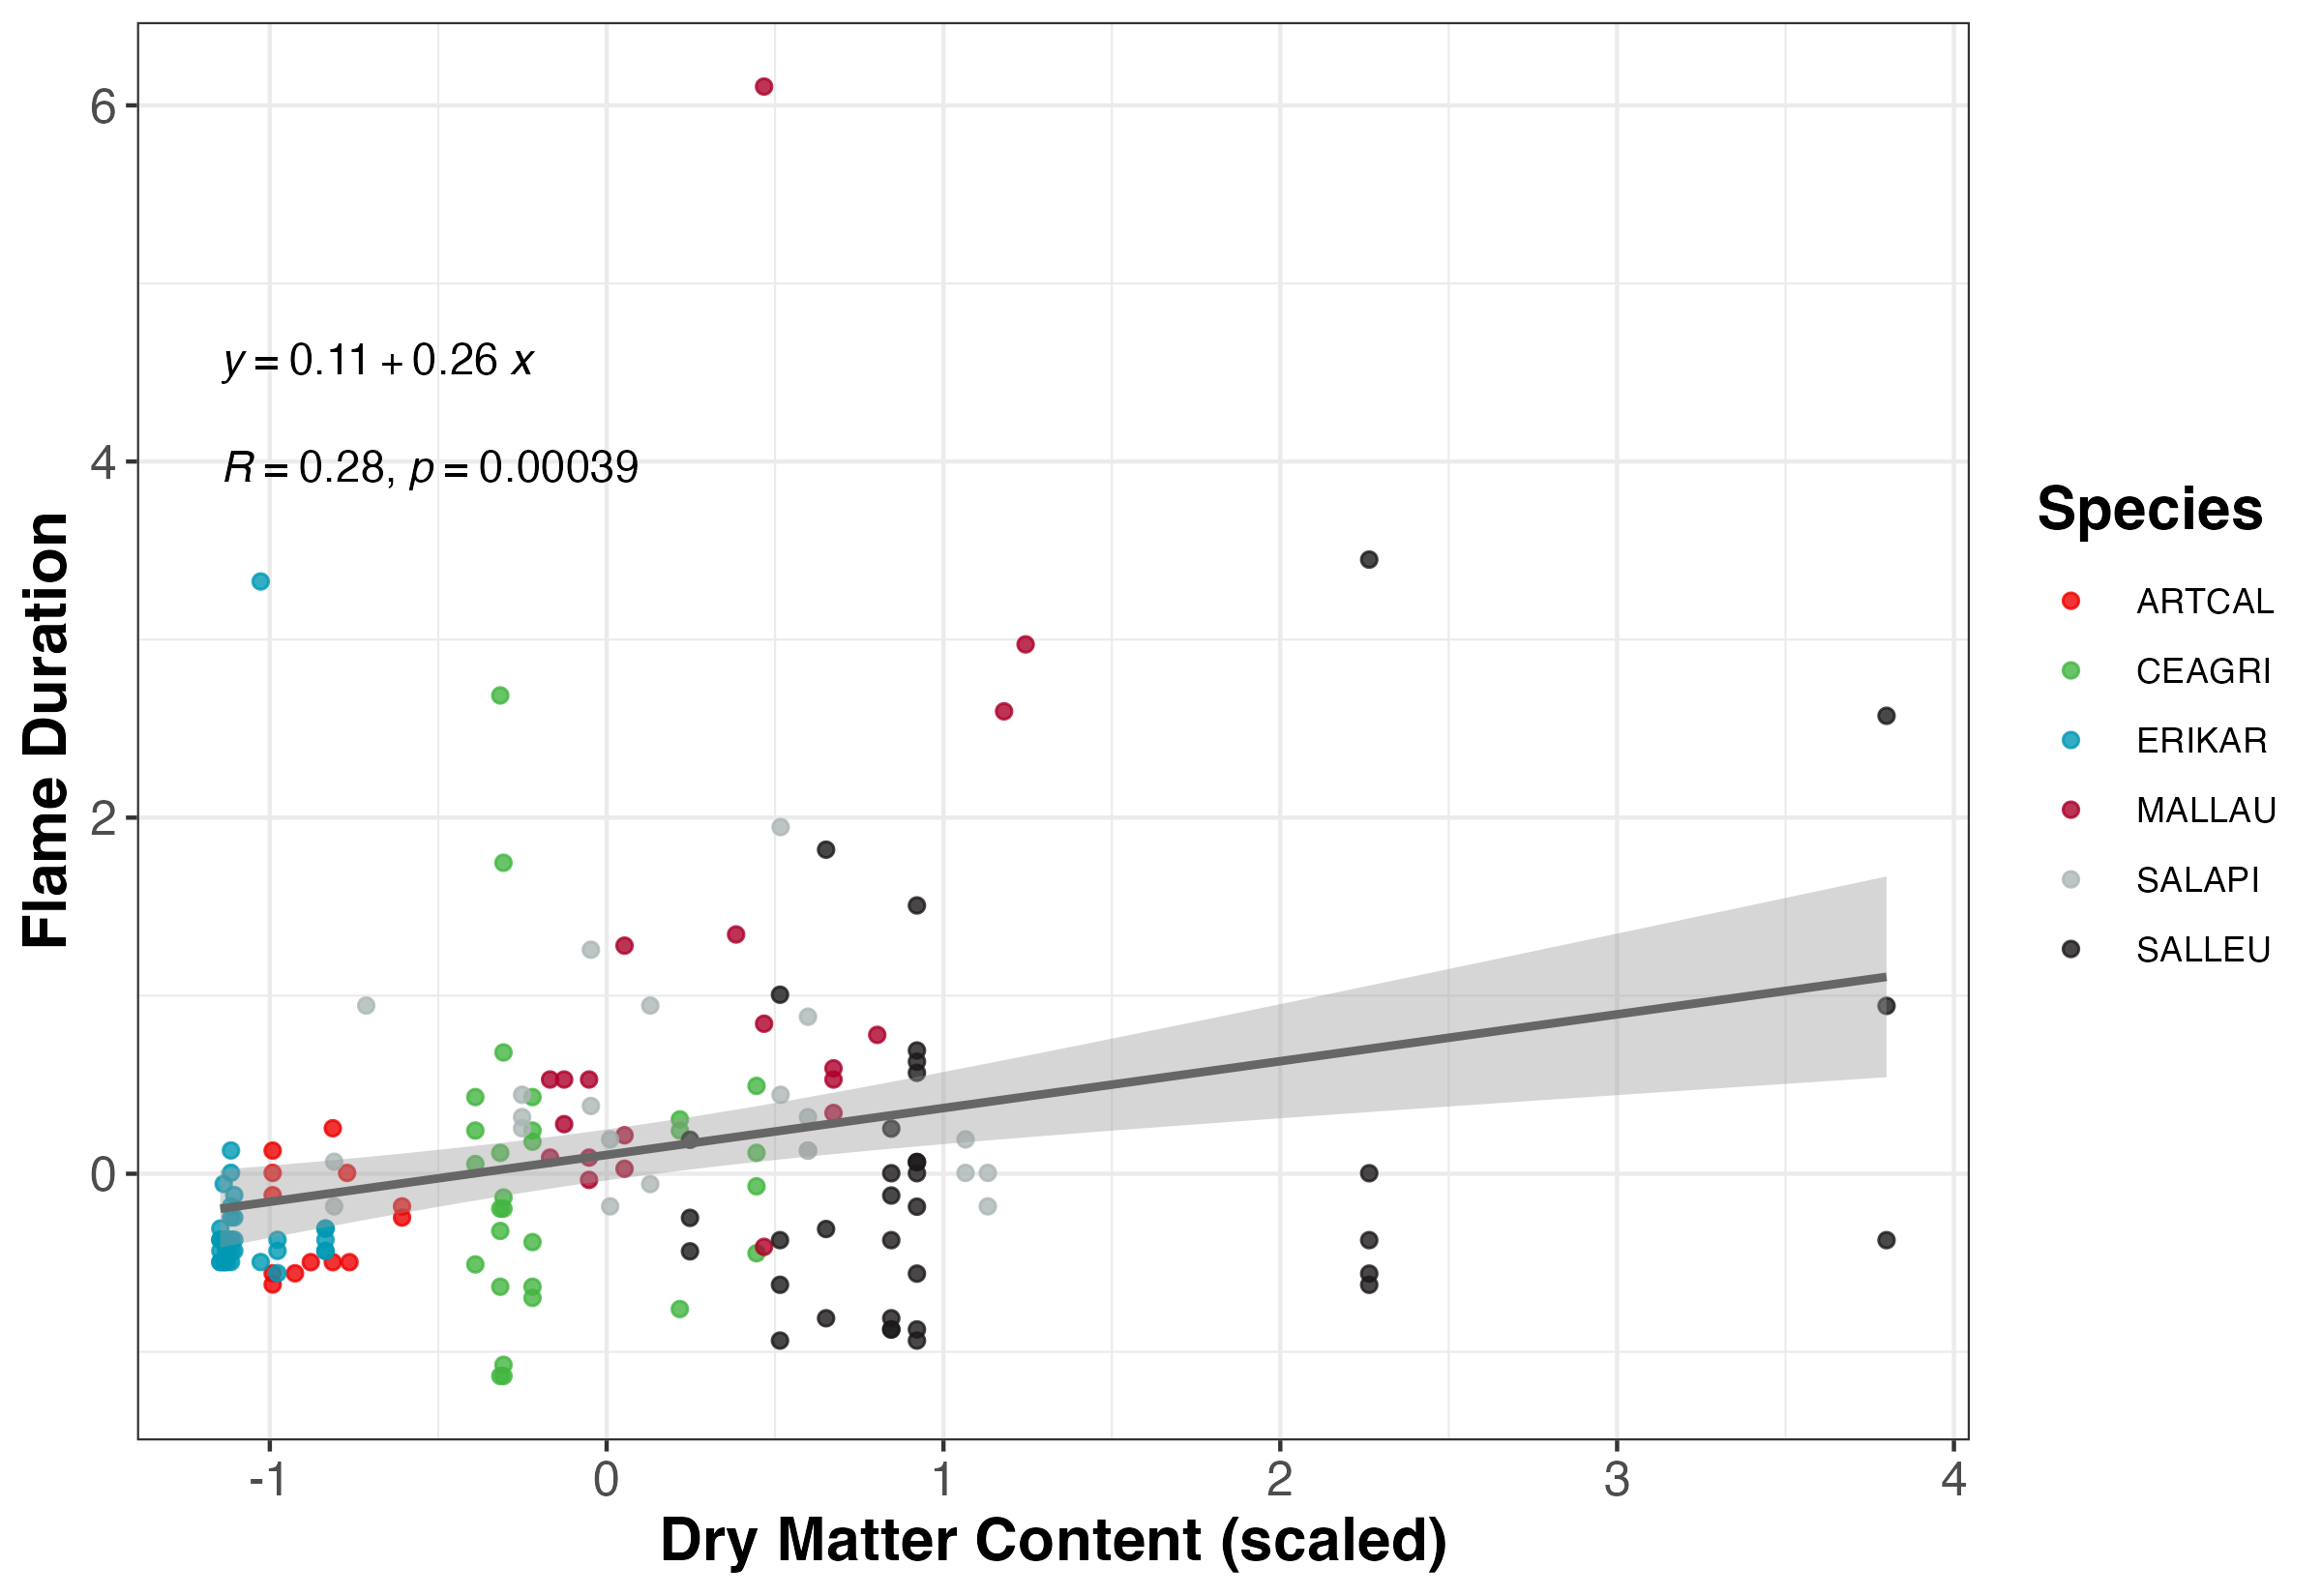 6
y = 0.11 + 0.26 x
4
R = 0.28, p = 0.00039
Flame Duration
2
0
-1 0 1 2 3 4
Dry Matter Content (scaled)
Species
ARTCAL
CEAGRI
ERIKAR
MALLAU
SALAPI
SALLEU